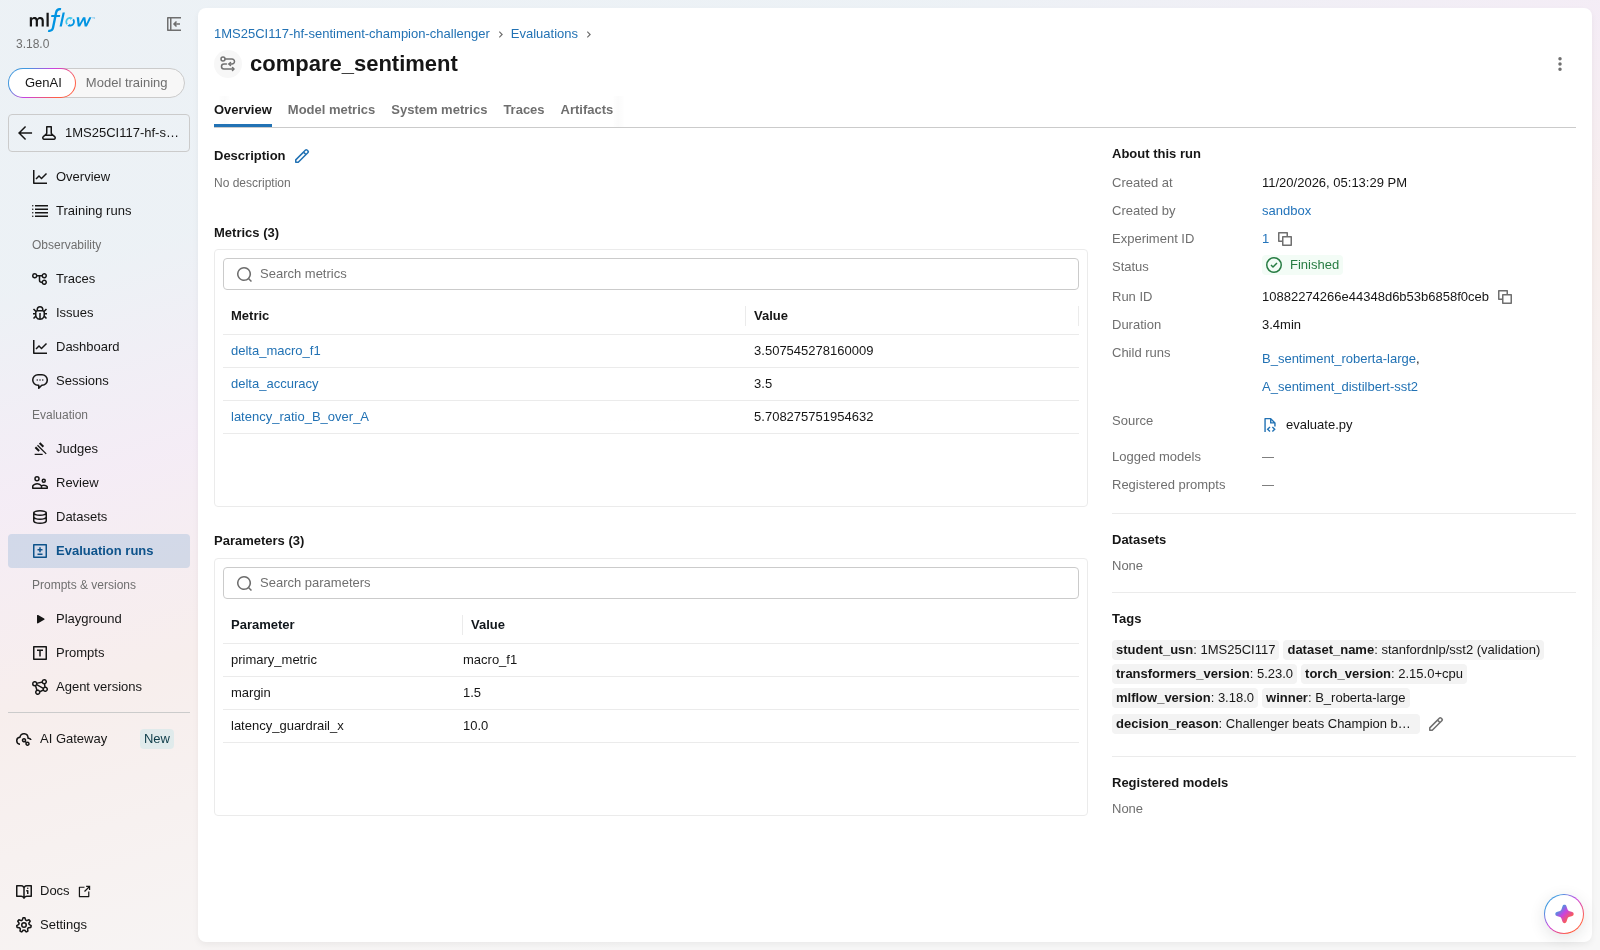 mlflow
3.18.0
GenAI
Model training
1MS25CI117-hf-s...
Overview
Training runs
Observability
Traces
Issues
Dashboard
Sessions
Evaluation
Judges
Review
Datasets
Evaluation runs
Prompts & versions
Playground
Prompts
Agent versions
AI Gateway New
Docs
Settings
1MS25CI117-hf-sentiment-champion-challenger > Evaluations >
compare_sentiment
Overview Model metrics System metrics Traces Artifacts
Description
No description
Metrics (3)
Search metrics
Metric Value
delta_macro_f1 3.507545278160009
delta_accuracy 3.5
latency_ratio_B_over_A 5.708275751954632
Parameters (3)
Search parameters
Parameter Value
primary_metric macro_f1
margin 1.5
latency_guardrail_x 10.0
About this run
Created at 11/20/2026, 05:13:29 PM
Created by sandbox
Experiment ID 1
Status Finished
Run ID 10882274266e44348d6b53b6858f0ceb
Duration 3.4min
Child runs B_sentiment_roberta-large,
A_sentiment_distilbert-sst2
Source evaluate.py
Logged models —
Registered prompts —
Datasets
None
Tags
student_usn: 1MS25CI117 dataset_name: stanfordnlp/sst2 (validation)
transformers_version: 5.23.0 torch_version: 2.15.0+cpu
mlflow_version: 3.18.0 winner: B_roberta-large
decision_reason: Challenger beats Champion b...
Registered models
None